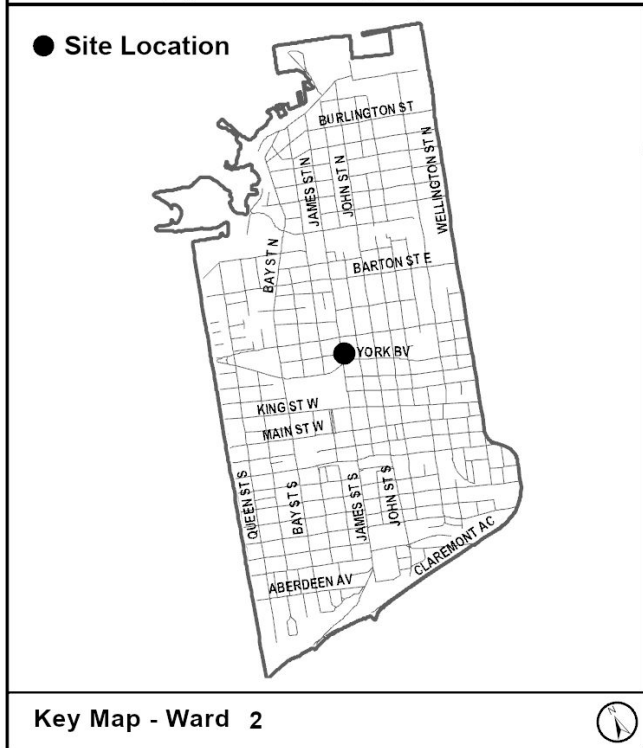 Site Location
BURLINGTON ST
JAMES ST N
JOHN ST N
WELLINGTON ST N
BAY ST N
BARTON ST E
YORK BV
KING ST W
MAIN ST W
QUEEN ST S
BAY ST S
JAMES ST S
JOHN ST S
CLAREMONT AC
ABERDEEN AV
Key Map - Ward 2
N